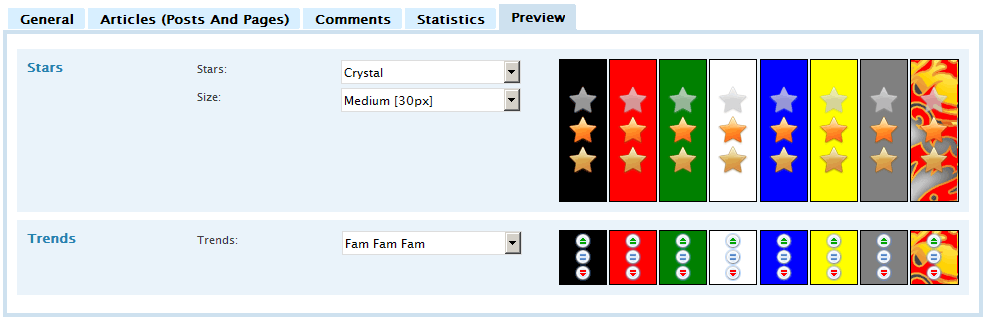 General Articles (Posts And Pages) Comments Statistics Preview
Stars Stars: Crystal
Size: Medium [30px]
Trends Trends: Fam Fam Fam